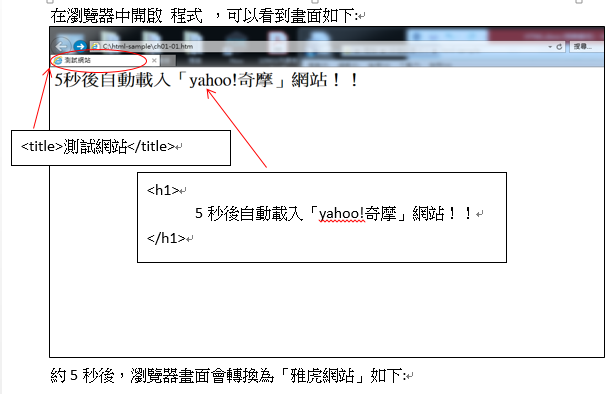 在瀏覽器中開啟 程式 ，可以看到畫面如下:
C:\html-sample\ch01-01.htm
搜尋...
測試網站
5秒後自動載入「yahoo!奇摩」網站！！
<title>測試網站</title>
<h1>
5 秒後自動載入「yahoo!奇摩」網站！！
</h1>
約 5 秒後，瀏覽器畫面會轉換為「雅虎網站」如下: